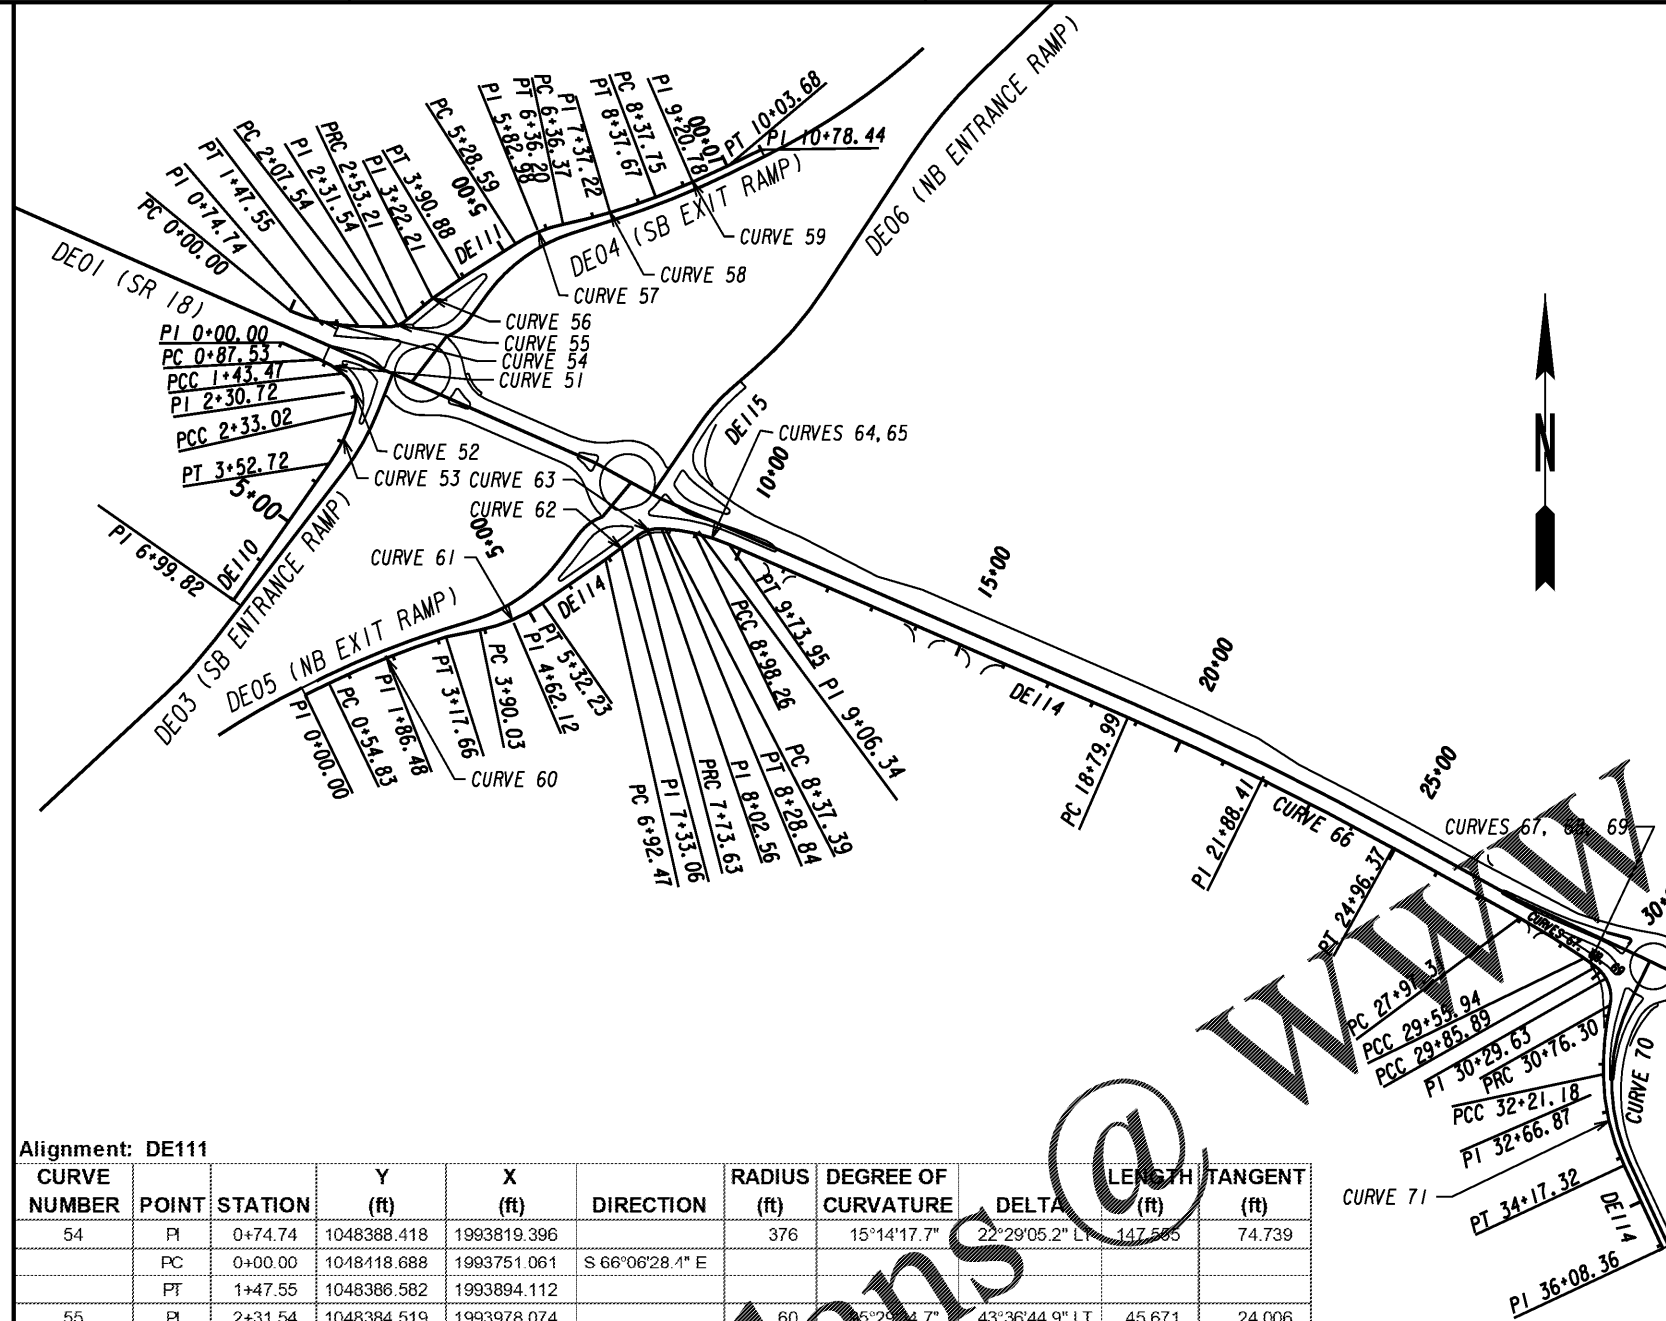 DE01 (SR 18)
PC 0+00.00
PI 0+74.74
PT 1+47.55
PC 2+07.54
PI 2+31.54
PRC 2+53.21
PI 3+22.21
PT 3+90.88
DE111
5+00
PC 5+28.59
PI 5+82.98
PT 6+36.20
PC 6+36.37
PI 7+37.22
PT 8+37.67
PC 8+37.75
PI 9+20.78
10+00
PT 10+03.68
PI 10+78.44
DE04 (SB EXIT RAMP)
DE06 (NB ENTRANCE RAMP)
CURVE 59
CURVE 58
CURVE 57
CURVE 56
CURVE 55
CURVE 54
CURVE 51
PI 0+00.00
PC 0+87.53
PCC 1+43.47
PI 2+30.72
PCC 2+33.02
PT 3+52.72
5+00
PI 6+99.82
DE110
DE03 (SB ENTRANCE RAMP)
CURVE 52
CURVE 53
CURVE 63
CURVE 62
CURVE 61
5+00
DE115
CURVES 64,65
10+00
N
DE05 (NB EXIT RAMP)
DE114
PI 0+00.00
PC 0+54.83
PI 1+86.48
PT 3+17.66
PC 3+90.03
PI 4+62.12
PT 5+32.23
CURVE 60
PC 6+92.47
PI 7+33.06
PRC 7+73.63
PI 8+02.56
PT 8+28.84
PC 8+37.39
PCC 8+98.26
PT 9+73.95
PI 9+06.34
15+00
DE114
PC 18+79.99
20+00
PI 21+88.41
CURVE 66
PT 24+96.37
25+00
CURVES 67, 68, 69
CURVES 67, 68, 69
PC 27+97.3
PCC 29+55.94
PCC 29+85.89
PI 30+29.63
PRC 30+76.30
PCC 32+21.18
PI 32+66.87
CURVE 70
CURVE 71
PT 34+17.32
DE114
PI 36+08.36
@ WWW
Alignment: DE111
CURVE NUMBER POINT STATION Y (ft) X (ft) DIRECTION RADIUS (ft) DEGREE OF CURVATURE DELTA LENGTH (ft) TANGENT (ft)
54 PI 0+74.74 1048388.418 1993819.396 376 15°14'17.7" 22°29'05.2" LT 147.555 74.739
PC 0+00.00 1048418.688 1993751.061 S 66°06'28.4" E
PT 1+47.55 1048386.582 1993894.112
55 PI 2+31.54 1048384.519 1993978.074 60 43°36'44.9" LT 45.671 24.006